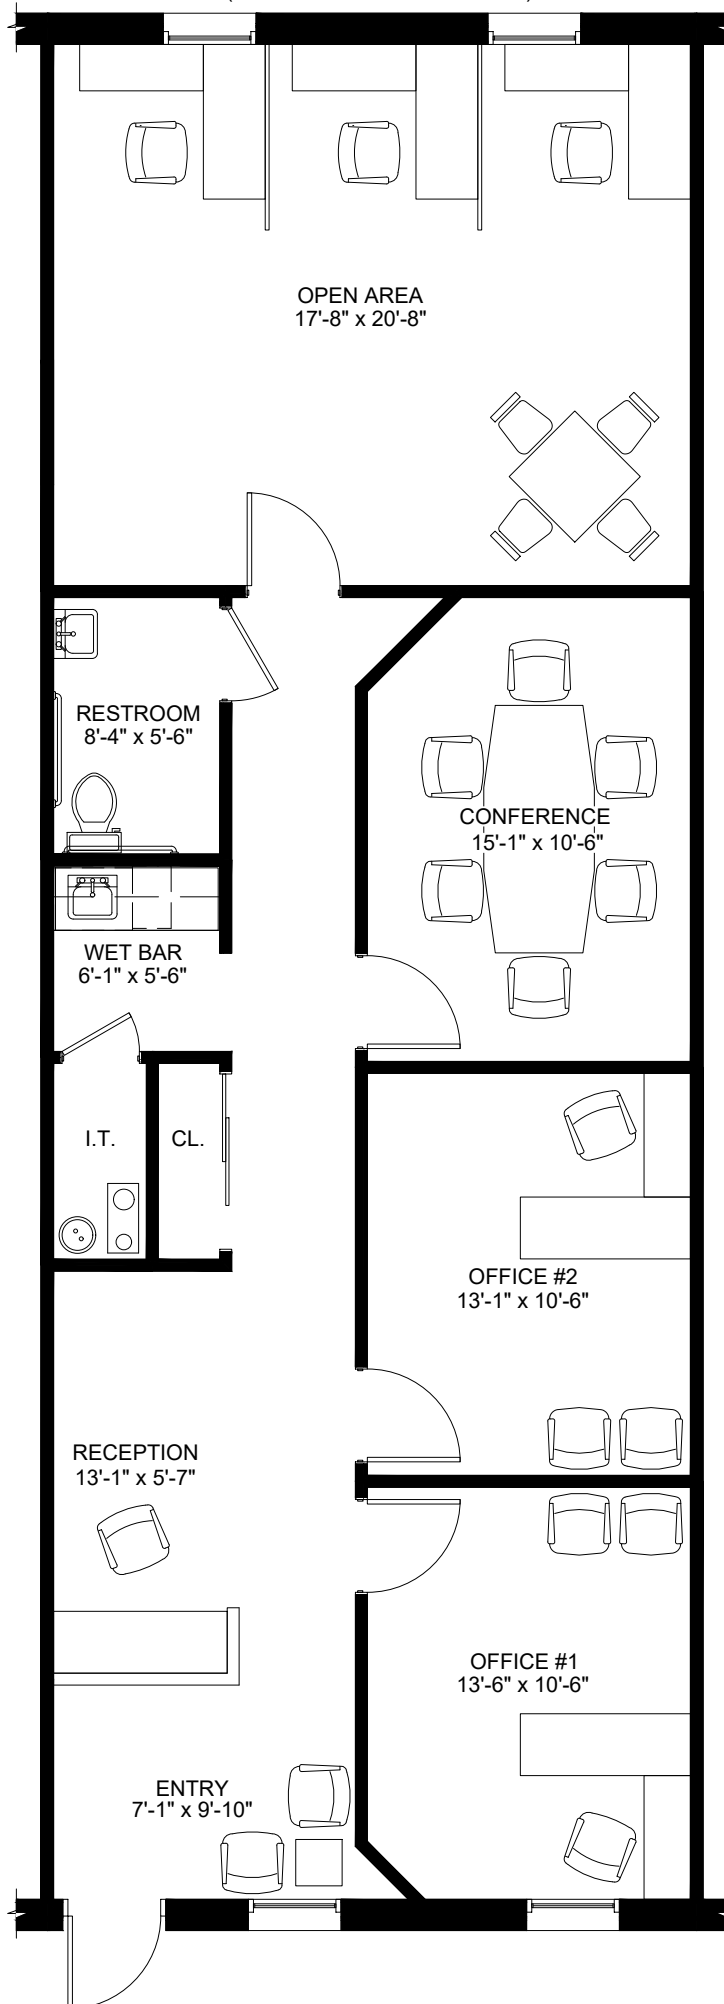 OPEN AREA
17'-8" x 20'-8"
RESTROOM
8'-4" x 5'-6"
CONFERENCE
15'-1" x 10'-6"
WET BAR
6'-1" x 5'-6"
I.T.
CL.
OFFICE #2
13'-1" x 10'-6"
RECEPTION
13'-1" x 5'-7"
OFFICE #1
13'-6" x 10'-6"
ENTRY
7'-1" x 9'-10"